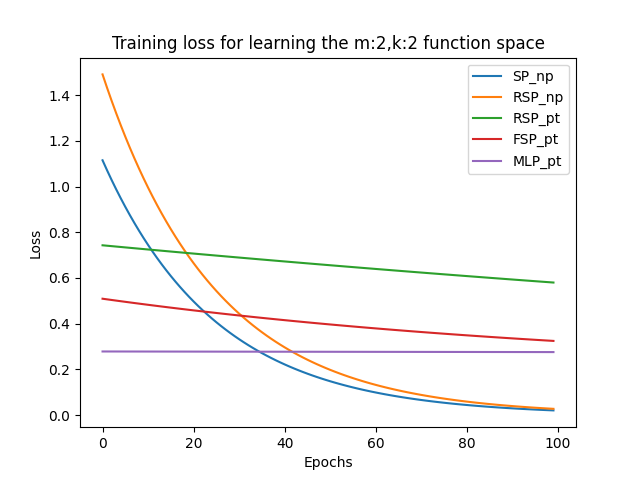 Training loss for learning the m:2,k:2 function space
SP_np
RSP_np
RSP_pt
FSP_pt
MLP_pt
1.4
1.2
1.0
0.8
0.6
0.4
0.2
0.0
Loss
0 20 40 60 80 100
Epochs